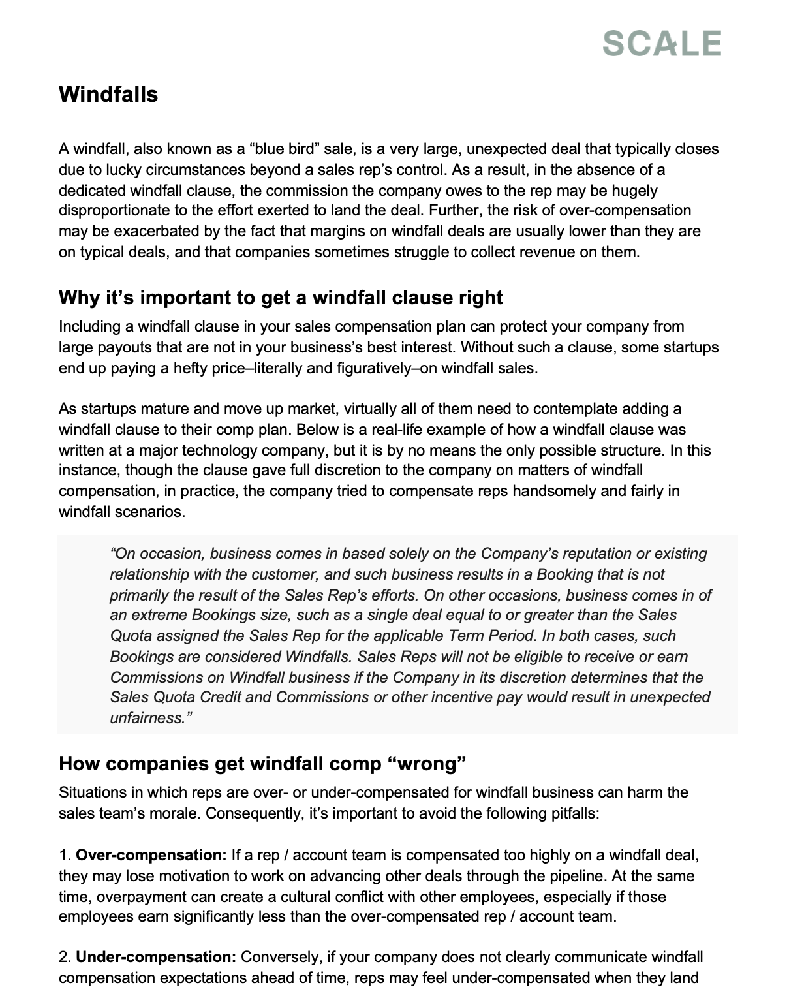 SCALE
Windfalls
A windfall, also known as a “blue bird” sale, is a very large, unexpected deal that typically closes
due to lucky circumstances beyond a sales rep’s control. As a result, in the absence of a
dedicated windfall clause, the commission the company owes to the rep may be hugely
disproportionate to the effort exerted to land the deal. Further, the risk of over-compensation
may be exacerbated by the fact that margins on windfall deals are usually lower than they are
on typical deals, and that companies sometimes struggle to collect revenue on them.
Why it’s important to get a windfall clause right
Including a windfall clause in your sales compensation plan can protect your company from
large payouts that are not in your business’s best interest. Without such a clause, some startups
end up paying a hefty price–literally and figuratively–on windfall sales.
As startups mature and move up market, virtually all of them need to contemplate adding a
windfall clause to their comp plan. Below is a real-life example of how a windfall clause was
written at a major technology company, but it is by no means the only possible structure. In this
instance, though the clause gave full discretion to the company on matters of windfall
compensation, in practice, the company tried to compensate reps handsomely and fairly in
windfall scenarios.
“On occasion, business comes in based solely on the Company’s reputation or existing
relationship with the customer, and such business results in a Booking that is not
primarily the result of the Sales Rep’s efforts. On other occasions, business comes in of
an extreme Bookings size, such as a single deal equal to or greater than the Sales
Quota assigned the Sales Rep for the applicable Term Period. In both cases, such
Bookings are considered Windfalls. Sales Reps will not be eligible to receive or earn
Commissions on Windfall business if the Company in its discretion determines that the
Sales Quota Credit and Commissions or other incentive pay would result in unexpected
unfairness.”
How companies get windfall comp “wrong”
Situations in which reps are over- or under-compensated for windfall business can harm the
sales team’s morale. Consequently, it’s important to avoid the following pitfalls:
1. Over-compensation: If a rep / account team is compensated too highly on a windfall deal,
they may lose motivation to work on advancing other deals through the pipeline. At the same
time, overpayment can create a cultural conflict with other employees, especially if those
employees earn significantly less than the over-compensated rep / account team.
2. Under-compensation: Conversely, if your company does not clearly communicate windfall
compensation expectations ahead of time, reps may feel under-compensated when they land